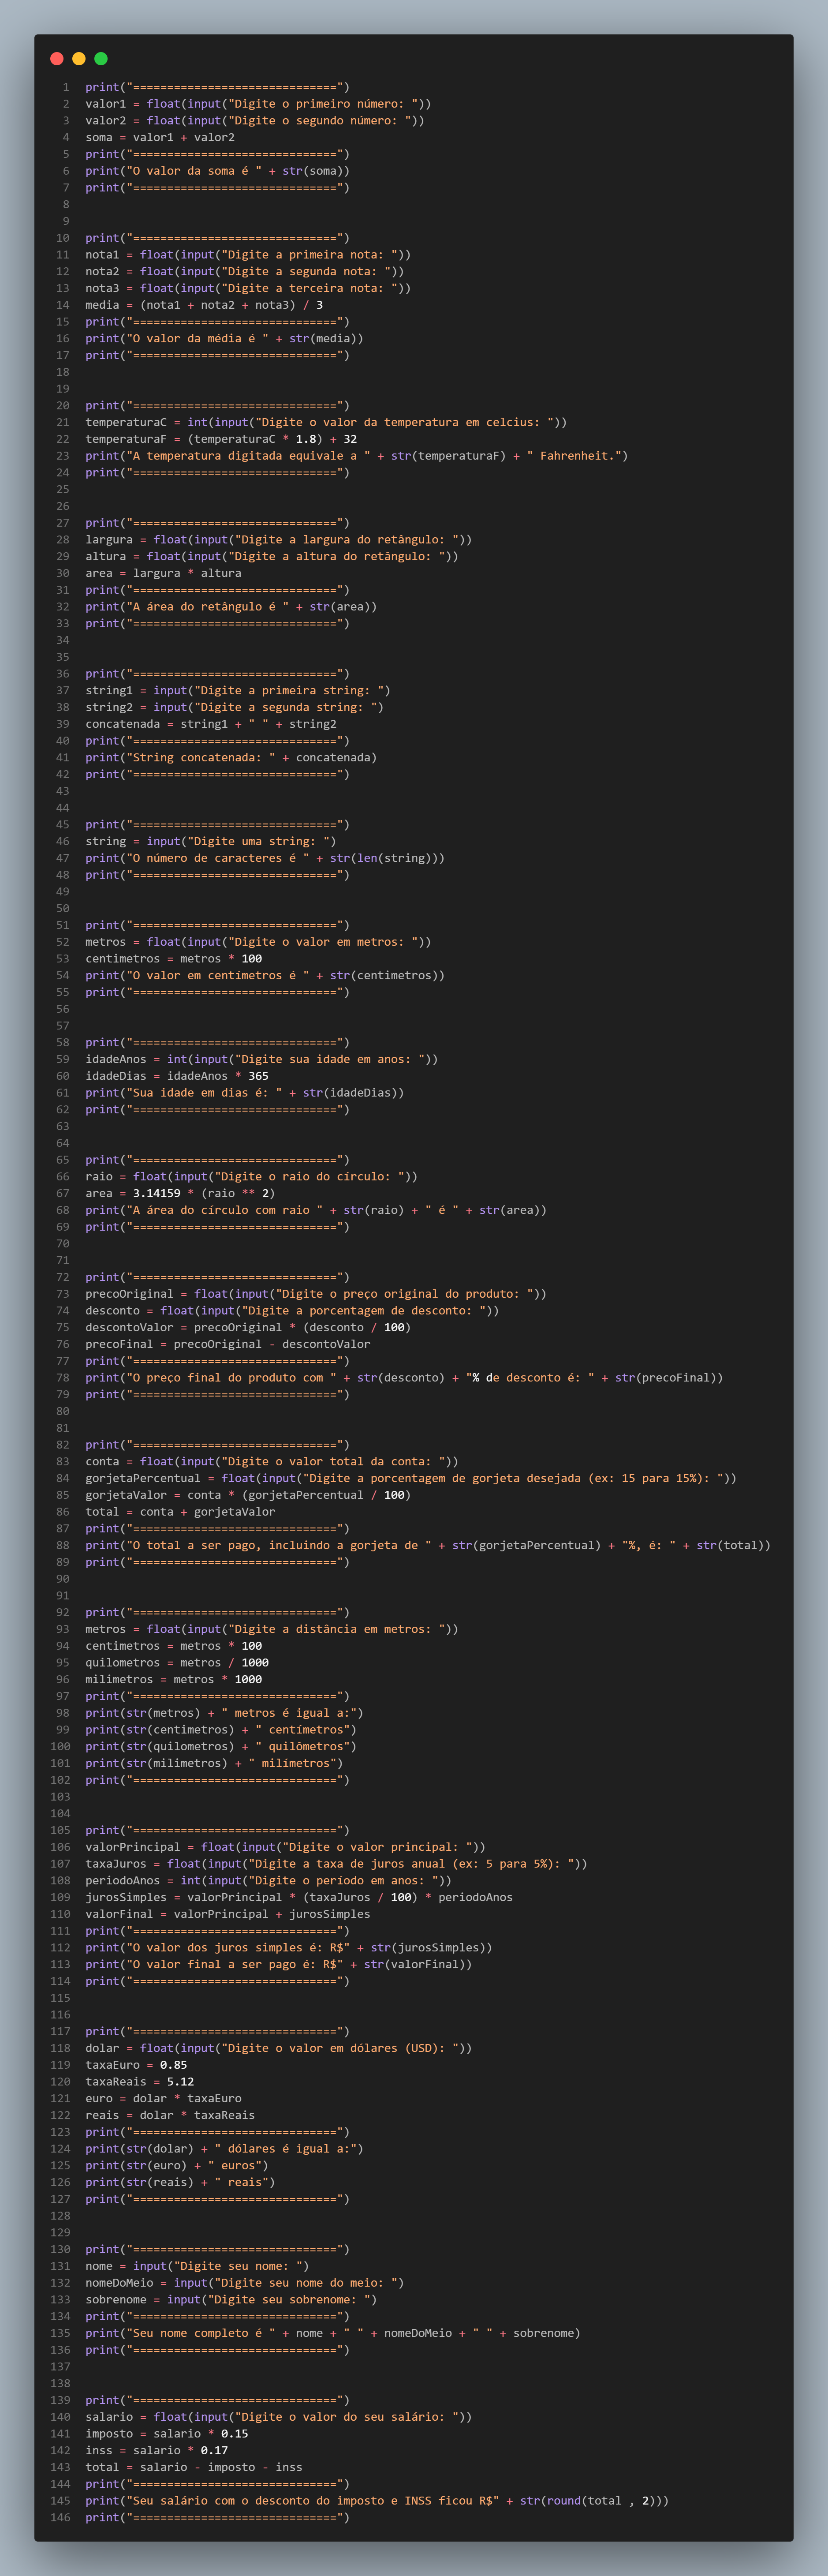 1 print("==============================")
2 valor1 = float(input("Digite o primeiro número: "))
3 valor2 = float(input("Digite o segundo número: "))
4 soma = valor1 + valor2
5 print("==============================")
6 print("O valor da soma é " + str(soma))
7 print("==============================")
8
9
10 print("==============================")
11 nota1 = float(input("Digite a primeira nota: "))
12 nota2 = float(input("Digite a segunda nota: "))
13 nota3 = float(input("Digite a terceira nota: "))
14 media = (nota1 + nota2 + nota3) / 3
15 print("==============================")
16 print("O valor da média é " + str(media))
17 print("==============================")
18
19
20 print("==============================")
21 temperaturaC = int(input("Digite o valor da temperatura em celcius: "))
22 temperaturaF = (temperaturaC * 1.8) + 32
23 print("A temperatura digitada equivale a " + str(temperaturaF) + " Fahrenheit.")
24 print("==============================")
25
26
27 print("==============================")
28 largura = float(input("Digite a largura do retângulo: "))
29 altura = float(input("Digite a altura do retângulo: "))
30 area = largura * altura
31 print("==============================")
32 print("A área do retângulo é " + str(area))
33 print("==============================")
34
35
36 print("==============================")
37 string1 = input("Digite a primeira string: ")
38 string2 = input("Digite a segunda string: ")
39 concatenada = string1 + " " + string2
40 print("==============================")
41 print("String concatenada: " + concatenada)
42 print("==============================")
43
44
45 print("==============================")
46 string = input("Digite uma string: ")
47 print("O número de caracteres é " + str(len(string)))
48 print("==============================")
49
50
51 print("==============================")
52 metros = float(input("Digite o valor em metros: "))
53 centimetros = metros * 100
54 print("O valor em centímetros é " + str(centimetros))
55 print("==============================")
56
57
58 print("==============================")
59 idadeAnos = int(input("Digite sua idade em anos: "))
60 idadeDias = idadeAnos * 365
61 print("Sua idade em dias é: " + str(idadeDias))
62 print("==============================")
63
64
65 print("==============================")
66 raio = float(input("Digite o raio do círculo: "))
67 area = 3.14159 * (raio ** 2)
68 print("A área do círculo com raio " + str(raio) + " é " + str(area))
69 print("==============================")
70
71
72 print("==============================")
73 precoOriginal = float(input("Digite o preço original do produto: "))
74 desconto = float(input("Digite a porcentagem de desconto: "))
75 descontoValor = precoOriginal * (desconto / 100)
76 precoFinal = precoOriginal - descontoValor
77 print("==============================")
78 print("O preço final do produto com " + str(desconto) + "% de desconto é: " + str(precoFinal))
79 print("==============================")
80
81
82 print("==============================")
83 conta = float(input("Digite o valor total da conta: "))
84 gorjetaPercentual = float(input("Digite a porcentagem de gorjeta desejada (ex: 15 para 15%): "))
85 gorjetaValor = conta * (gorjetaPercentual / 100)
86 total = conta + gorjetaValor
87 print("==============================")
88 print("O total a ser pago, incluindo a gorjeta de " + str(gorjetaPercentual) + "%, é: " + str(total))
89 print("==============================")
90
91
92 print("==============================")
93 metros = float(input("Digite a distância em metros: "))
94 centimetros = metros * 100
95 quilometros = metros / 1000
96 milimetros = metros * 1000
97 print("==============================")
98 print(str(metros) + " metros é igual a:")
99 print(str(centimetros) + " centímetros")
100 print(str(quilometros) + " quilômetros")
101 print(str(milimetros) + " milímetros")
102 print("==============================")
103
104
105 print("==============================")
106 valorPrincipal = float(input("Digite o valor principal: "))
107 taxaJuros = float(input("Digite a taxa de juros anual (ex: 5 para 5%): "))
108 periodoAnos = int(input("Digite o período em anos: "))
109 jurosSimples = valorPrincipal * (taxaJuros / 100) * periodoAnos
110 valorFinal = valorPrincipal + jurosSimples
111 print("==============================")
112 print("O valor dos juros simples é: R$" + str(jurosSimples))
113 print("O valor final a ser pago é: R$" + str(valorFinal))
114 print("==============================")
115
116
117 print("==============================")
118 dolar = float(input("Digite o valor em dólares (USD): "))
119 taxaEuro = 0.85
120 taxaReais = 5.12
121 euro = dolar * taxaEuro
122 reais = dolar * taxaReais
123 print("==============================")
124 print(str(dolar) + " dólares é igual a:")
125 print(str(euro) + " euros")
126 print(str(reais) + " reais")
127 print("==============================")
128
129
130 print("==============================")
131 nome = input("Digite seu nome: ")
132 nomeDoMeio = input("Digite seu nome do meio: ")
133 sobrenome = input("Digite seu sobrenome: ")
134 print("==============================")
135 print("Seu nome completo é " + nome + " " + nomeDoMeio + " " + sobrenome)
136 print("==============================")
137
138
139 print("==============================")
140 salario = float(input("Digite o valor do seu salário: "))
141 imposto = salario * 0.15
142 inss = salario * 0.17
143 total = salario - imposto - inss
144 print("==============================")
145 print("Seu salário com o desconto do imposto e INSS ficou R$" + str(round(total , 2)))
146 print("==============================")